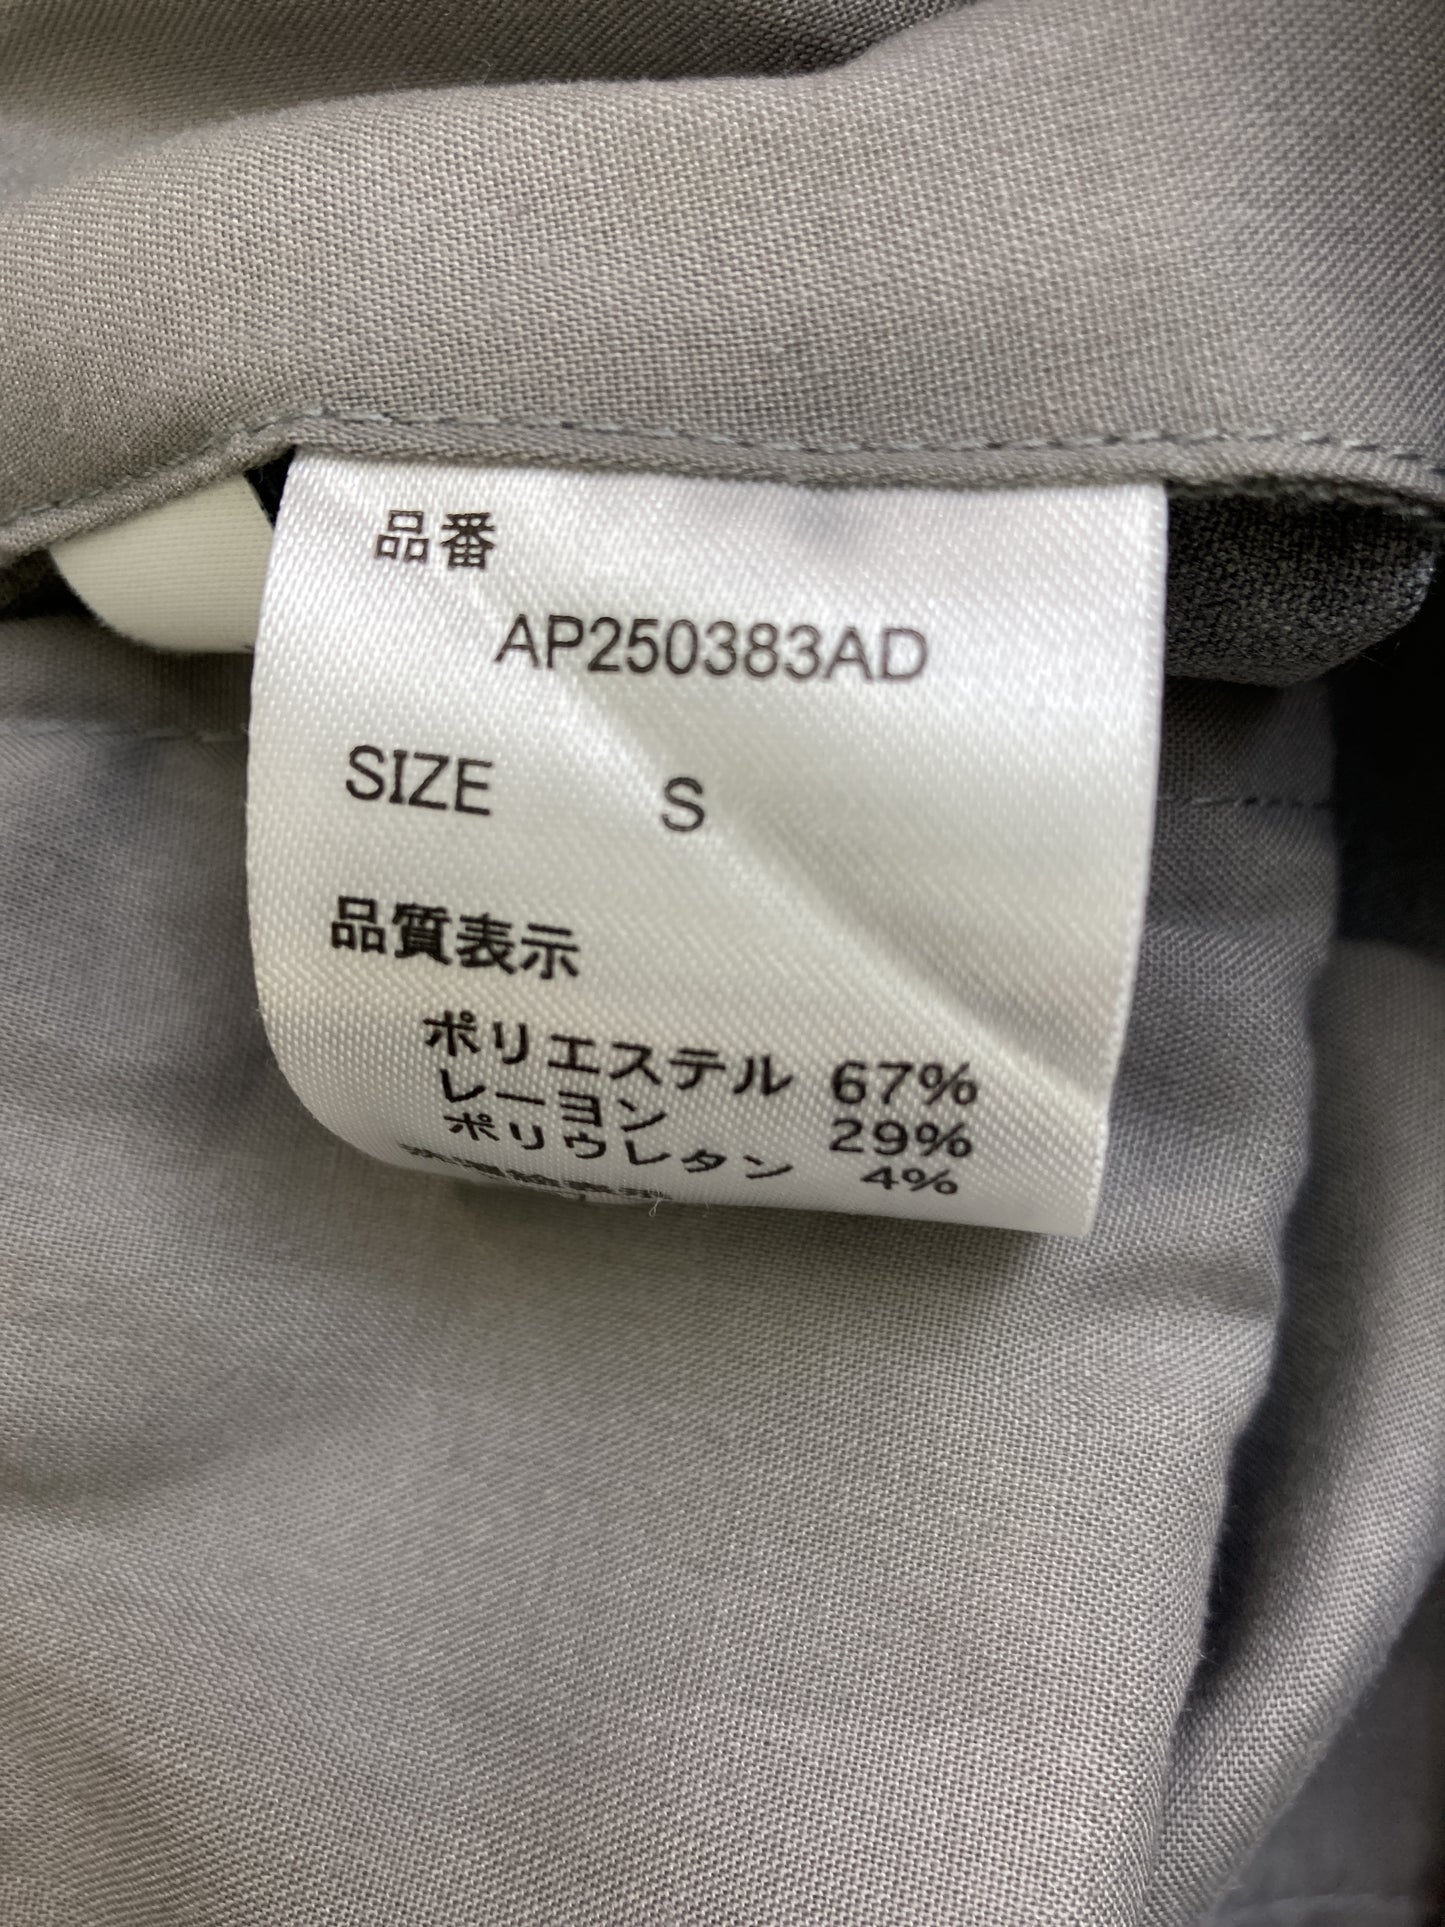 品番
AP250383AD
SIZE S
品質表示
ポリエステル 67%
レーヨン 29%
ポリウレタン 4%